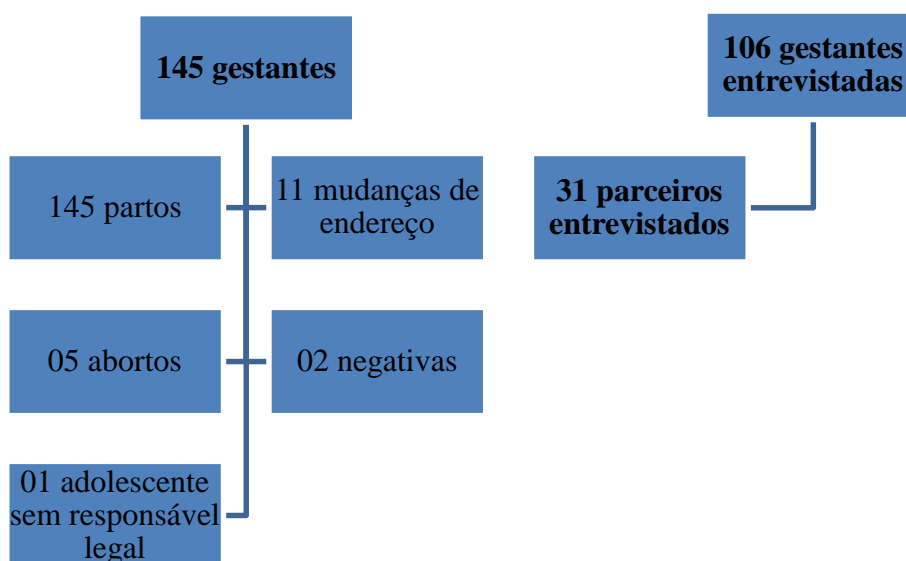 145 gestantes
145 partos
11 mudanças de
endereço
05 abortos
02 negativas
01 adolescente
sem responsável
legal
106 gestantes
entrevistadas
31 parceiros
entrevistados